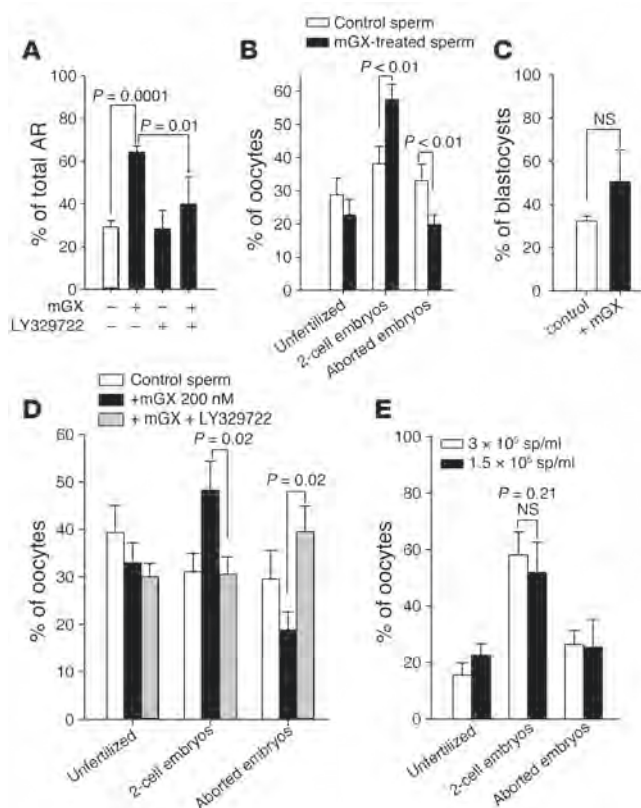 A
% of total AR
100
80
60
40
20
0
P = 0.0001
P = 0.01
mGX − + − +
LY329722 − − + +
B
Control sperm
mGX-treated sperm
% of oocytes
60
50
40
30
20
10
0
P < 0.01
P < 0.01
Unfertilized
2-cell embryos
Aborted embryos
C
% of blastocysts
100
80
60
40
20
0
NS
control
+ mGX
D
Control sperm
+mGX 200 nM
+ mGX + LY329722
% of oocytes
60
50
40
30
20
10
0
P = 0.02
P = 0.02
Unfertilized
2-cell embryos
Aborted embryos
E
3 × 10⁵ sp/ml
1.5 × 10⁵ sp/ml
% of oocytes
100
80
60
40
20
0
P = 0.21
NS
Unfertilized
2-cell embryos
Aborted embryos